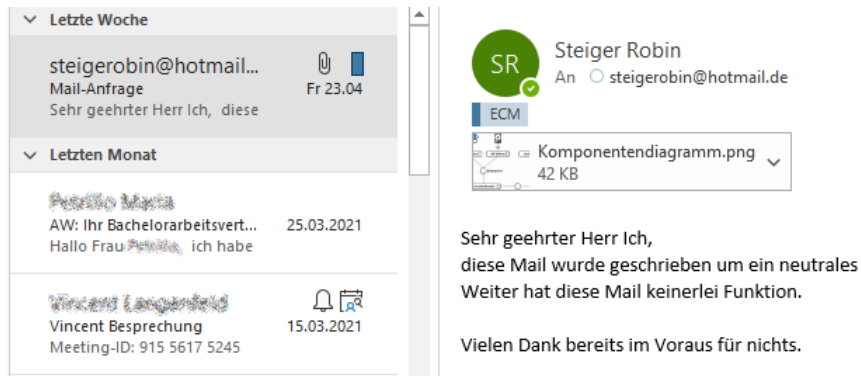 Letzte Woche
steigerobin@hotmail...
Mail-Anfrage
Fr 23.04
Sehr geehrter Herr Ich, diese
Letzten Monat
AW: Ihr Bachelorarbeitsvert...
25.03.2021
Hallo Frau , ich habe
Vincent Besprechung
15.03.2021
Meeting-ID: 915 5617 5245
SR
Steiger Robin
An steigerobin@hotmail.de
ECM
Komponentendiagramm.png
42 KB
Sehr geehrter Herr Ich,
diese Mail wurde geschrieben um ein neutrales
Weiter hat diese Mail keinerlei Funktion.
Vielen Dank bereits im Voraus für nichts.